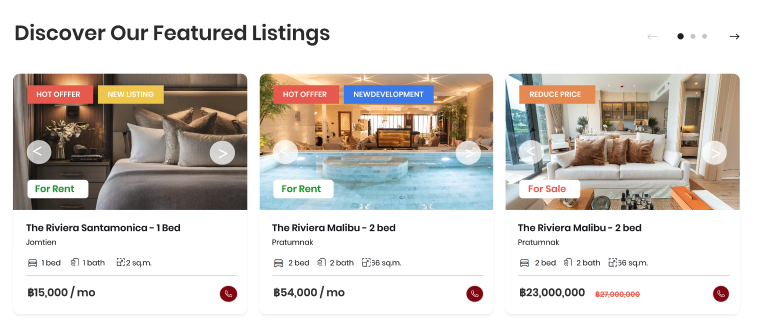 Discover Our Featured Listings
HOT OFFFER NEW LISTING
For Rent
The Riviera Santamonica - 1 Bed
Jomtien
1 bed 1 bath 2 sq.m.
฿15,000 / mo
HOT OFFFER NEWDEVELOPMENT
For Rent
The Riviera Malibu - 2 bed
Pratumnak
2 bed 2 bath 36 sq.m.
฿54,000 / mo
REDUCE PRICE
For Sale
The Riviera Malibu - 2 bed
Pratumnak
2 bed 2 bath 36 sq.m.
฿23,000,000 ฿27,000,000